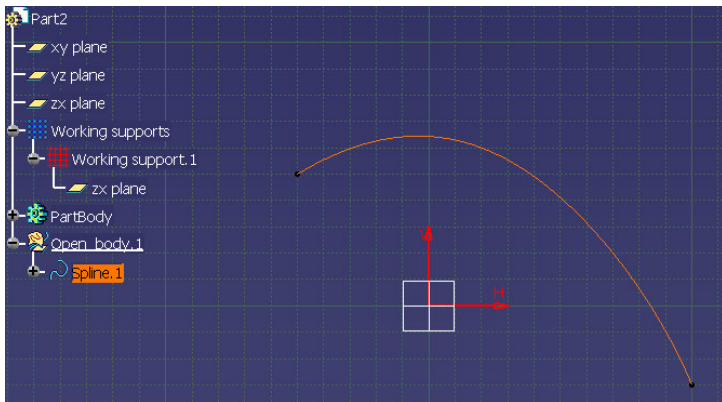 Part2
xy plane
yz plane
zx plane
Working supports
Working support.1
zx plane
PartBody
Open_body.1
Spline.1
V
H